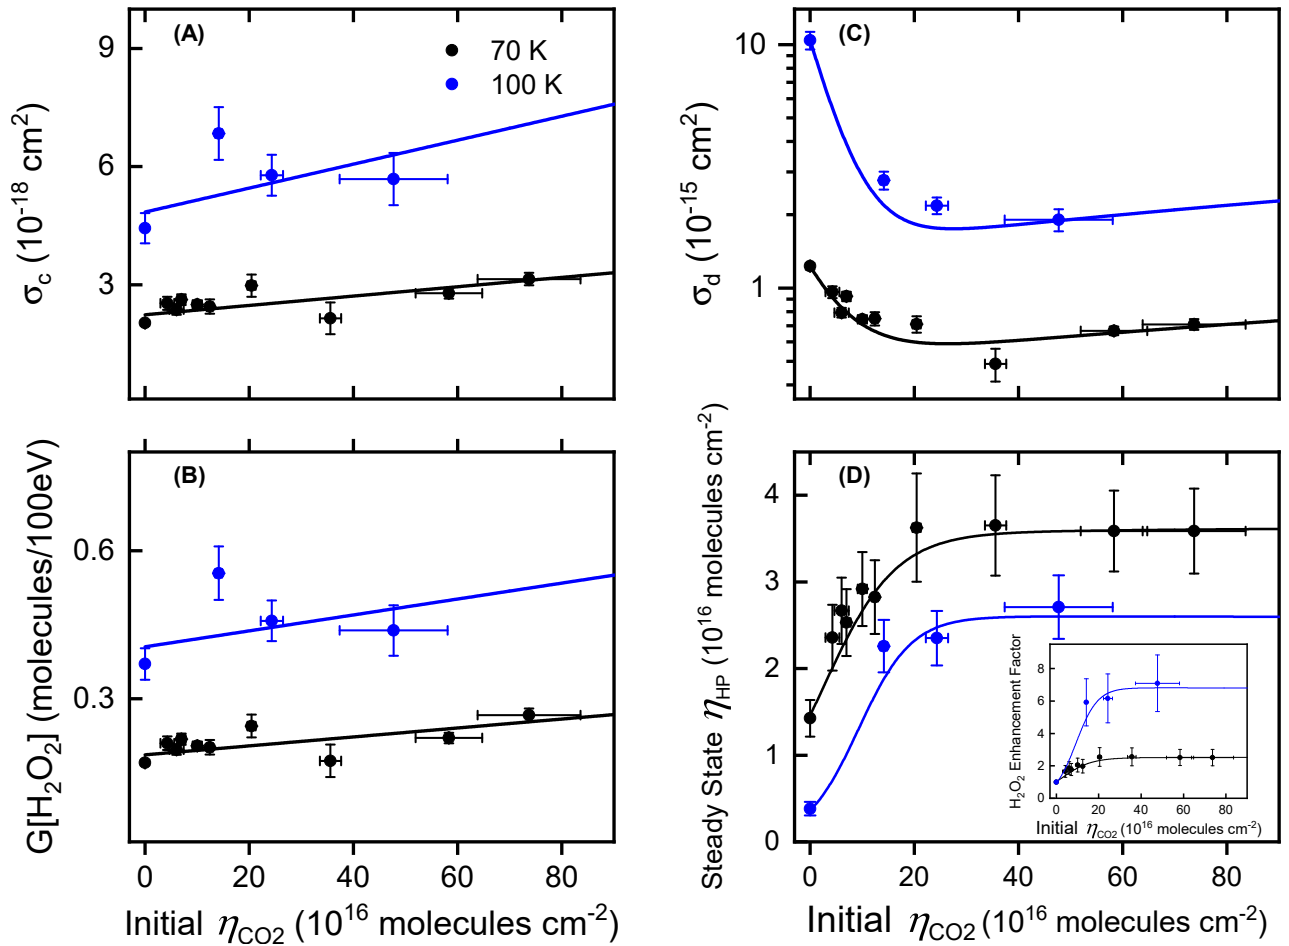 (A)
70 K
100 K
9
6
3
σc (10-18 cm2)
(B)
0.6
0.3
G[H2O2] (molecules/100eV)
0 20 40 60 80
Initial ηCO2 (1016 molecules cm-2)
(C)
10
1
σd (10-15 cm2)
(D)
4
3
2
1
0
Steady State ηHP (1016 molecules cm-2)
0 20 40 60 80
Initial ηCO2 (1016 molecules cm-2)
8
6
4
2
0
H2O2 Enhancement Factor
0 20 40 60 80
Initial ηCO2 (1016 molecules cm-2)